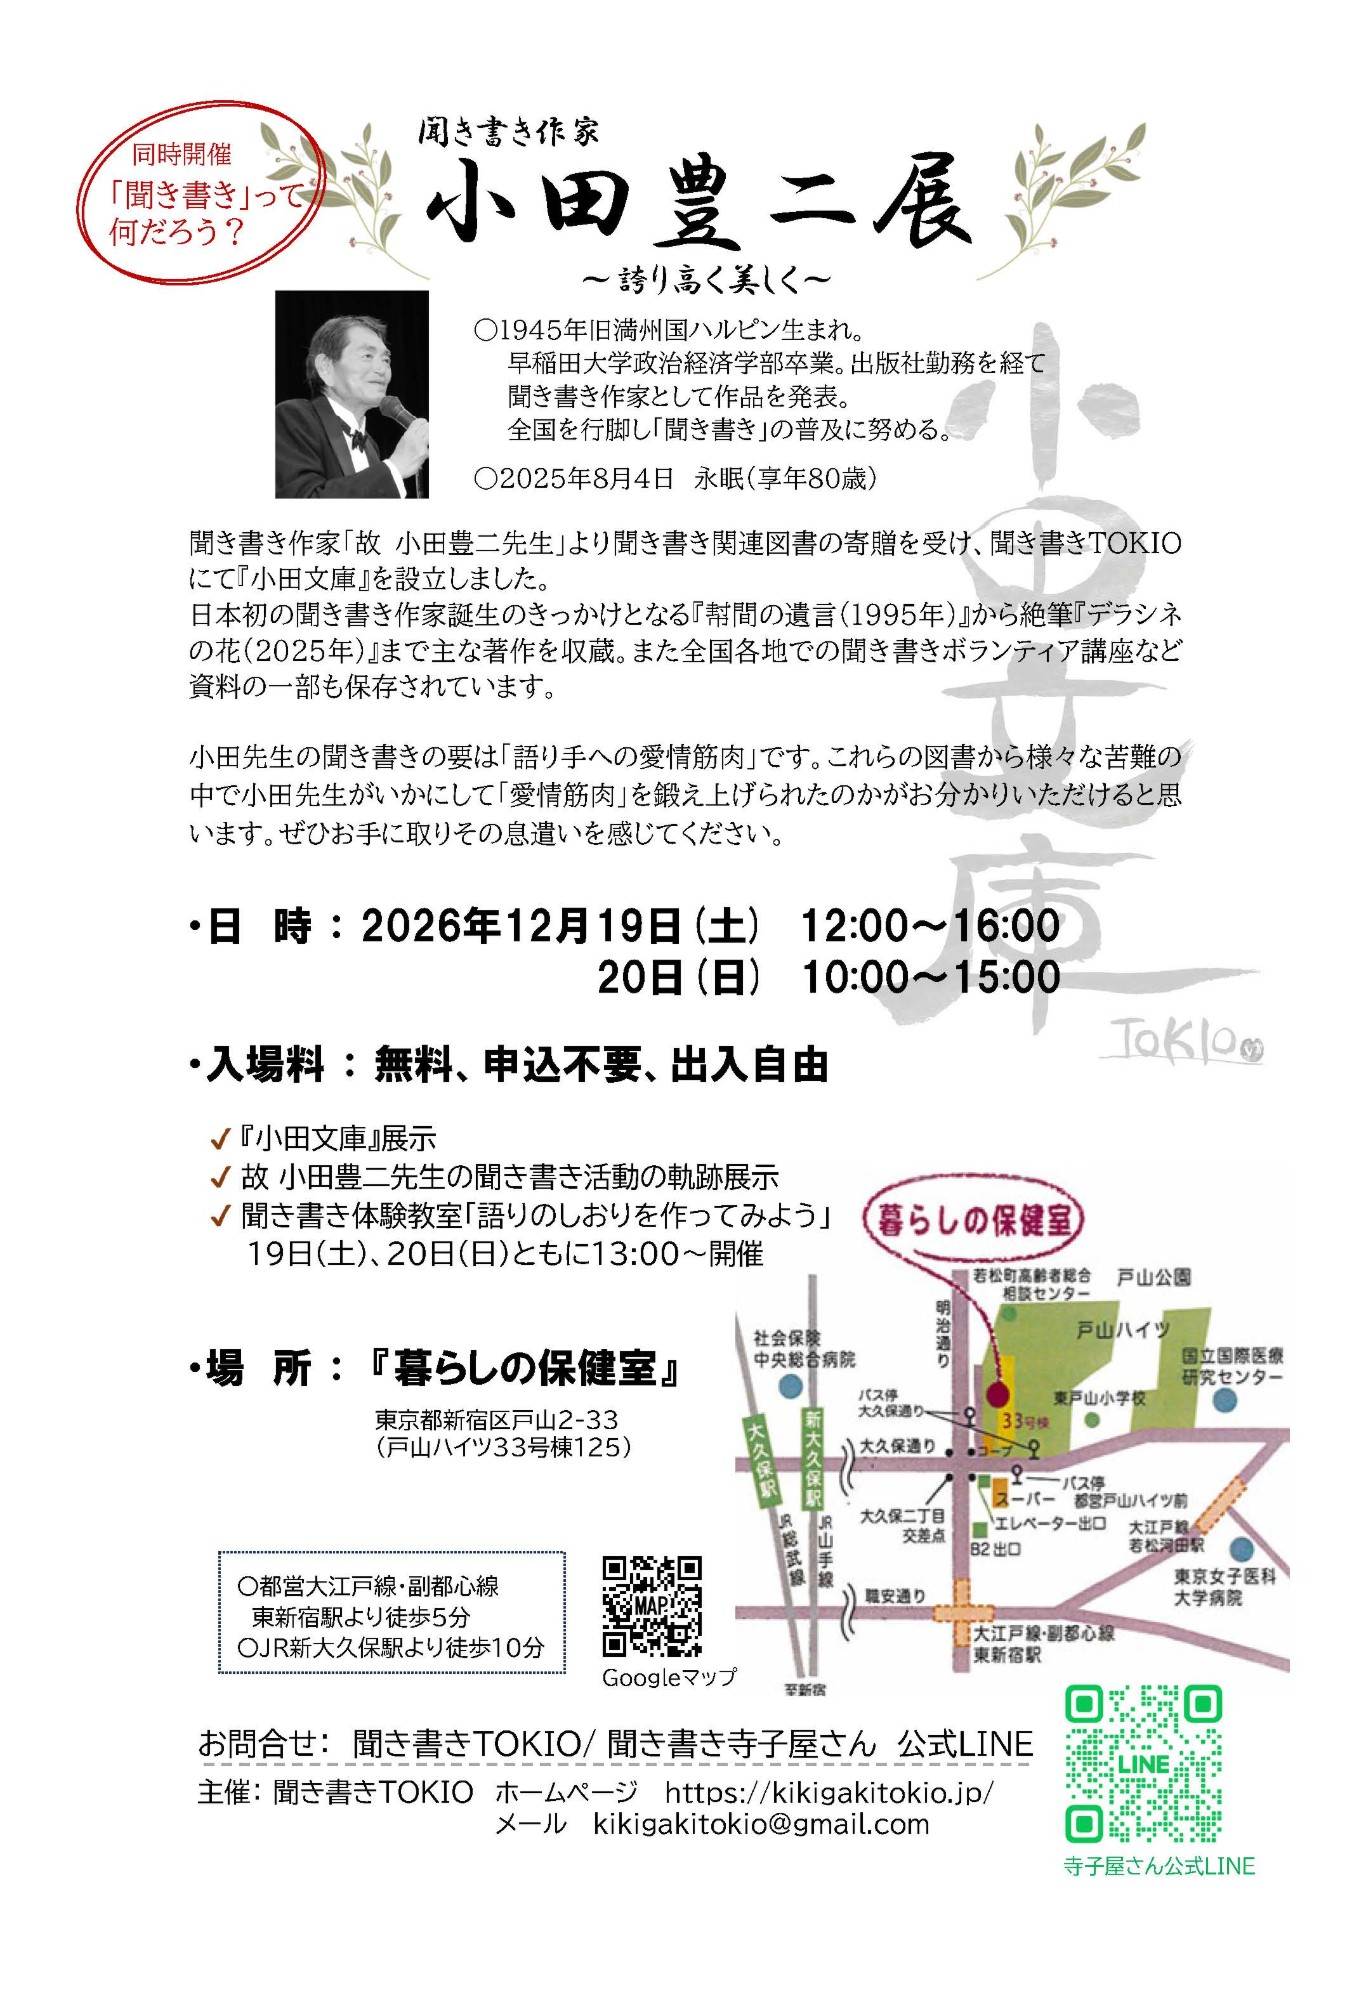 同時開催
「聞き書き」って
何だろう？
聞き書き作家
小田豊二展
～誇り高く美しく～
○1945年旧満州国ハルピン生まれ。
早稲田大学政治経済学部卒業。出版社勤務を経て
聞き書き作家として作品を発表。
全国を行脚し「聞き書き」の普及に努める。
○2025年8月4日　永眠（享年80歳）
聞き書き作家「故　小田豊二先生」より聞き書き関連図書の寄贈を受け、聞き書きTOKIO
にて『小田文庫』を設立しました。
日本初の聞き書き作家誕生のきっかけとなる『幇間の遺言（1995年）』から絶筆『デラシネ
の花（2025年）』まで主な著作を収蔵。また全国各地での聞き書きボランティア講座など
資料の一部も保存されています。
小田先生の聞き書きの要は「語り手への愛情筋肉」です。これらの図書から様々な苦難の
中で小田先生がいかにして「愛情筋肉」を鍛え上げられたのかがお分かりいただけると思
います。ぜひお手に取りその息遣いを感じてください。
小田文庫
TOKIO
・日　時：2026年12月19日（土）　12:00～16:00
20日（日）　10:00～15:00
・入場料：無料、申込不要、出入自由
✓『小田文庫』展示
✓故 小田豊二先生の聞き書き活動の軌跡展示
✓聞き書き体験教室「語りのしおりを作ってみよう」
19日（土）、20日（日）ともに13:00～開催
・場　所：『暮らしの保健室』
東京都新宿区戸山2-33
（戸山ハイツ33号棟125）
暮らしの保健室
若松町高齢者総合
相談センター
戸山公園
明治通り
戸山ハイツ
社会保険
中央総合病院
国立国際医療
研究センター
バス停
大久保通り
33号棟
東戸山小学校
大久保駅
新大久保駅
大久保通り
コープ
バス停
都営戸山ハイツ前
スーパー
大久保二丁目
交差点
エレベーター出口
B2出口
大江戸線
若松河田駅
JR総武線
JR山手線
東京女子医科
大学病院
職安通り
大江戸線・副都心線
東新宿駅
至新宿
○都営大江戸線・副都心線
東新宿駅より徒歩5分
○JR新大久保駅より徒歩10分
MAP
Googleマップ
お問合せ：　聞き書きTOKIO/ 聞き書き寺子屋さん　公式LINE
主催：聞き書きTOKIO　ホームページ　https://kikigakitokio.jp/
メール　kikigakitokio@gmail.com
LINE
寺子屋さん公式LINE